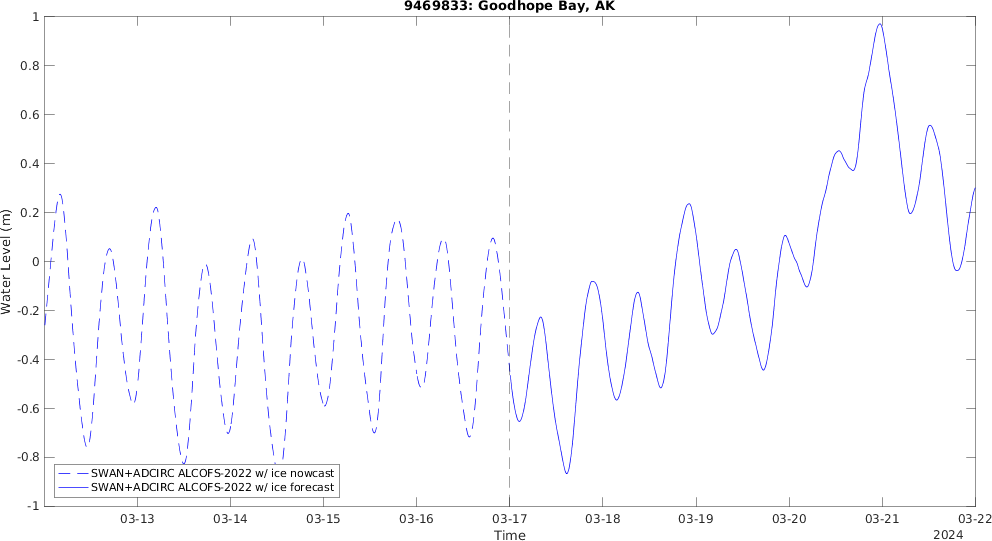 9469833: Goodhope Bay, AK
Water Level (m)
1
0.8
0.6
0.4
0.2
0
-0.2
-0.4
-0.6
-0.8
-1
SWAN+ADCIRC ALCOFS-2022 w/ ice nowcast
SWAN+ADCIRC ALCOFS-2022 w/ ice forecast
03-13 03-14 03-15 03-16 03-17 03-18 03-19 03-20 03-21 03-22
Time
2024